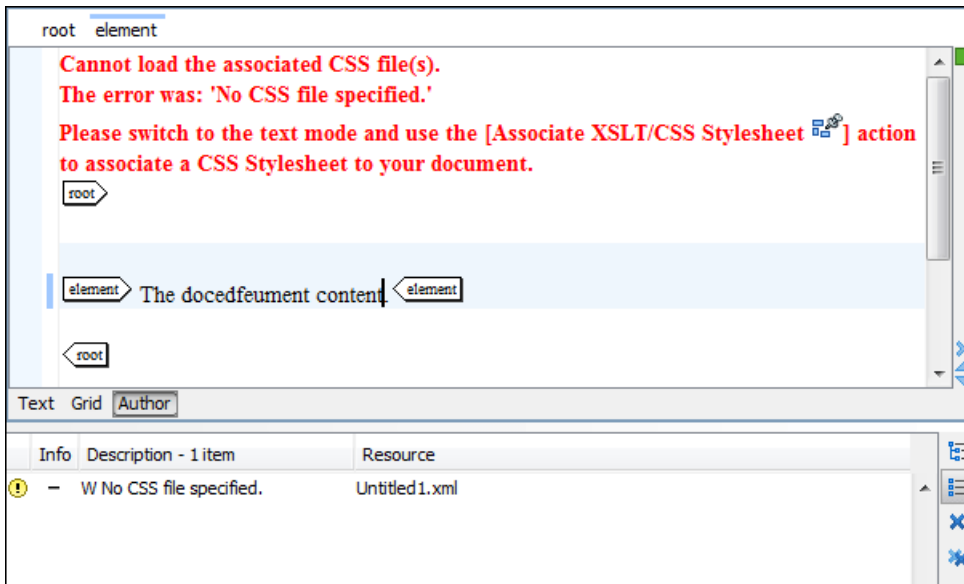 root element
Cannot load the associated CSS file(s).
The error was: 'No CSS file specified.'
Please switch to the text mode and use the [Associate XSLT/CSS Stylesheet ] action
to associate a CSS Stylesheet to your document.
root
element The docedfeument content. element
root
Text Grid Author
Info Description - 1 item Resource
W No CSS file specified. Untitled1.xml